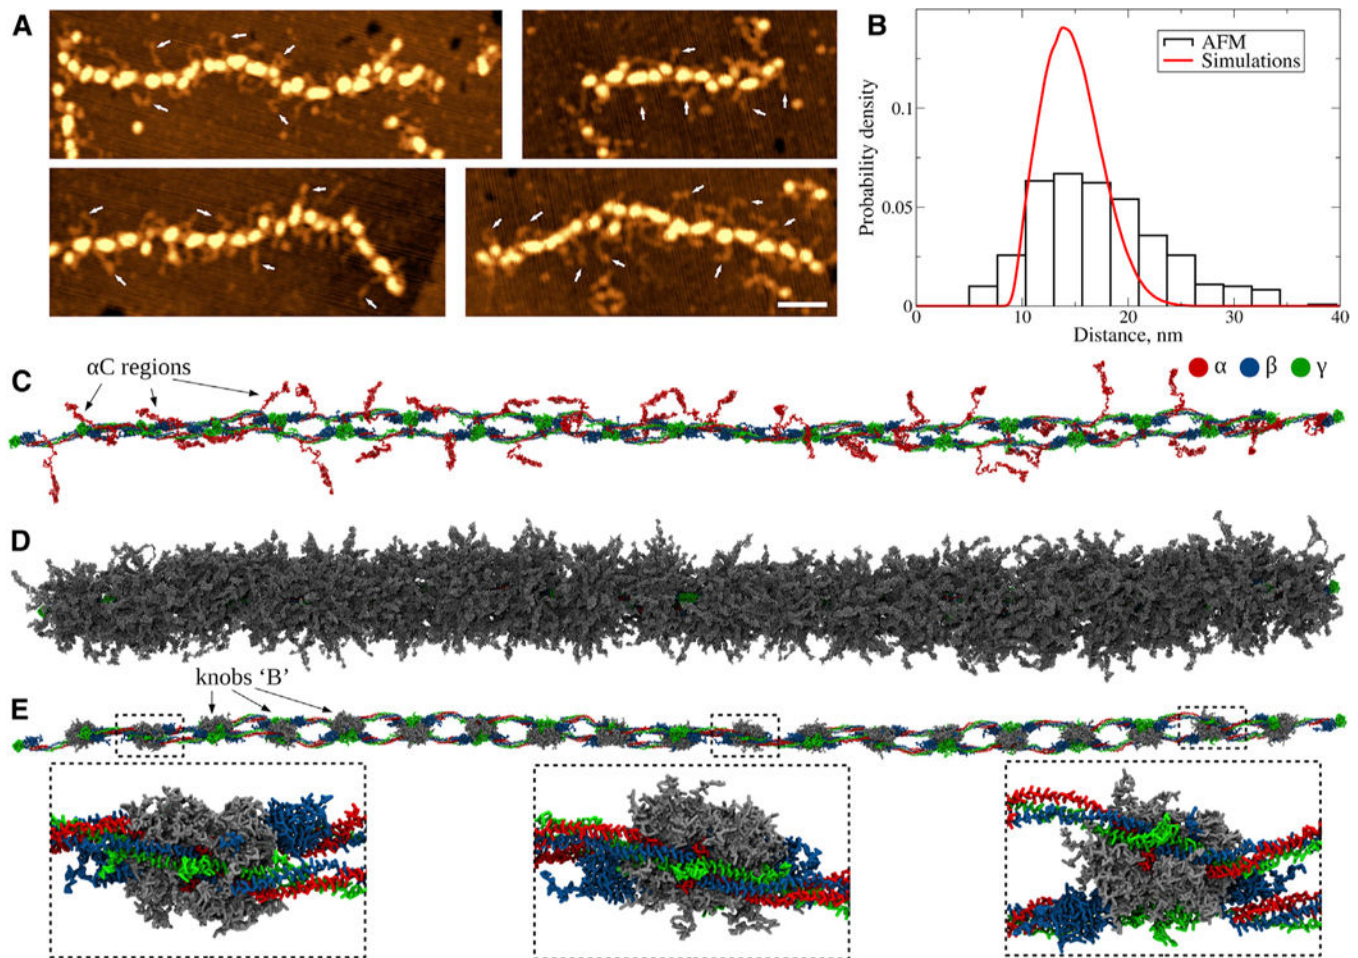 A
B
Probability density
0.1
0.05
0
AFM
Simulations
0 10 20 30 40
Distance, nm
C
αC regions
α β γ
D
knobs ‘B’
E